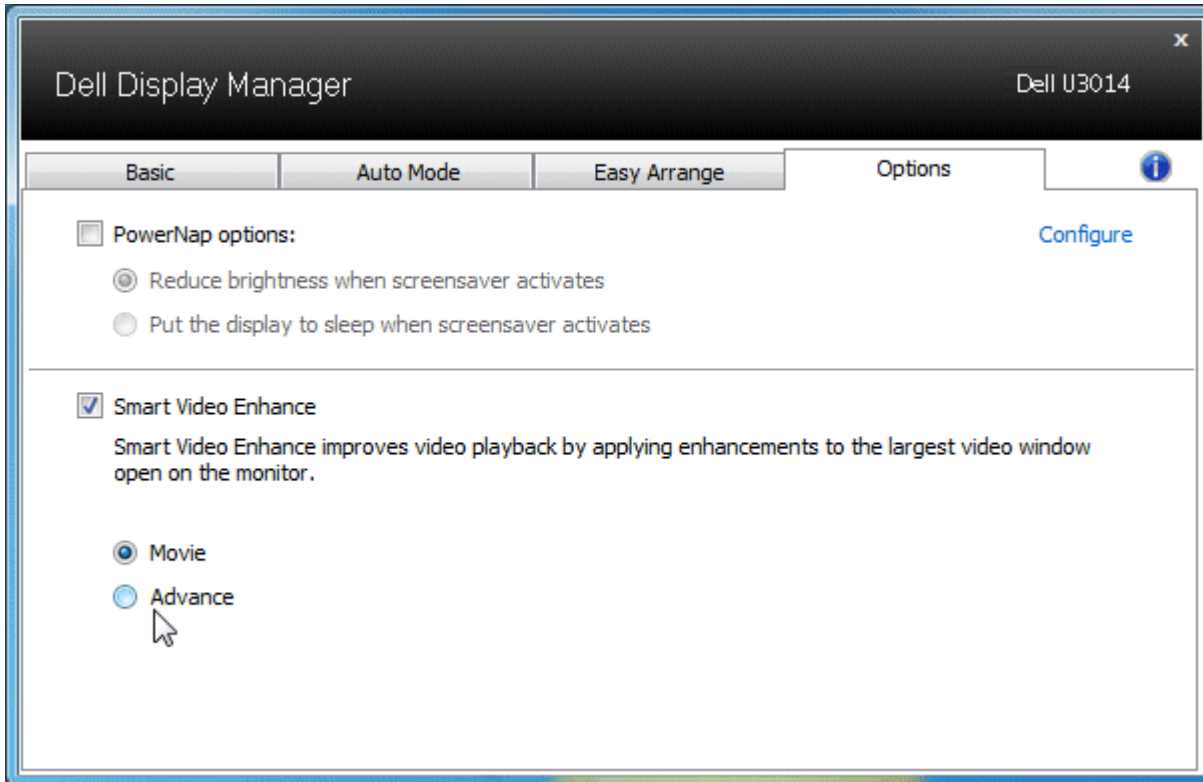 x
Dell Display Manager
Dell U3014
Basic
Auto Mode
Easy Arrange
Options
i
PowerNap options:
Configure
Reduce brightness when screensaver activates
Put the display to sleep when screensaver activates
Smart Video Enhance
Smart Video Enhance improves video playback by applying enhancements to the largest video window
open on the monitor.
Movie
Advance